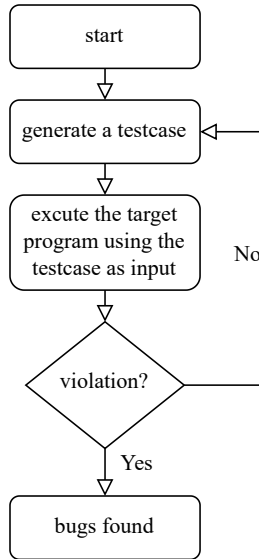 start
generate a testcase
excute the target
program using the
testcase as input
No
violation?
Yes
bugs found